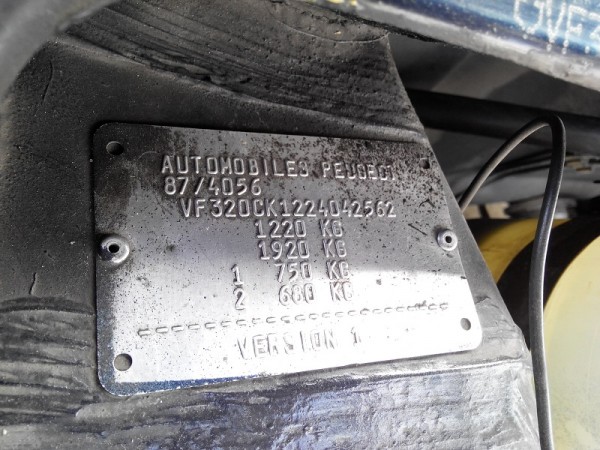 AUTOMOBILES PEUGEOT
87/4056
VF320CK1224042562
1220 KG
1920 KG
1 750 KG
2 680 KG
VERSION 1